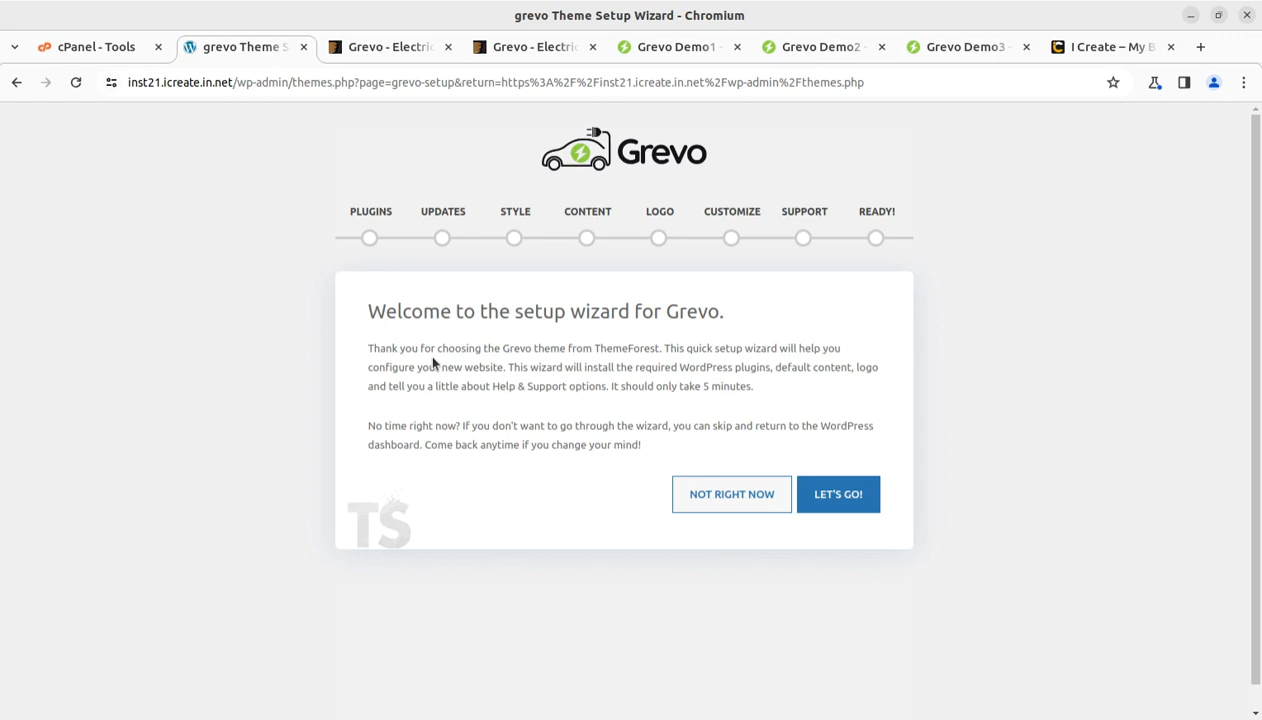 grevo Theme Setup Wizard - Chromium
cPanel - Tools
grevo Theme S
Grevo - Electric
Grevo - Electric
Grevo Demo1 -
Grevo Demo2 -
Grevo Demo3 -
I Create – My B
inst21.icreate.in.net/wp-admin/themes.php?page=grevo-setup&return=https%3A%2F%2Finst21.icreate.in.net%2Fwp-admin%2Fthemes.php
Grevo
PLUGINS UPDATES STYLE CONTENT LOGO CUSTOMIZE SUPPORT READY!
Welcome to the setup wizard for Grevo.
Thank you for choosing the Grevo theme from ThemeForest. This quick setup wizard will help you
configure your new website. This wizard will install the required WordPress plugins, default content, logo
and tell you a little about Help & Support options. It should only take 5 minutes.
No time right now? If you don't want to go through the wizard, you can skip and return to the WordPress
dashboard. Come back anytime if you change your mind!
NOT RIGHT NOW
LET'S GO!
TS